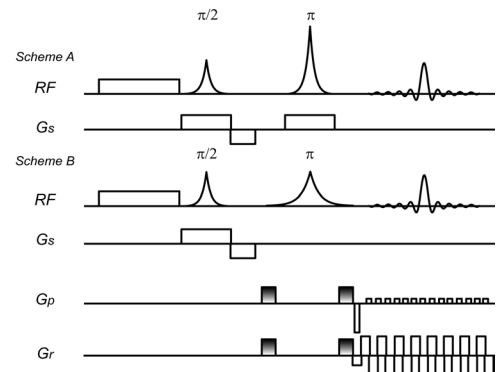 π/2 π
Scheme A
RF
Gs
Scheme B π/2 π
RF
Gs
Gp
Gr